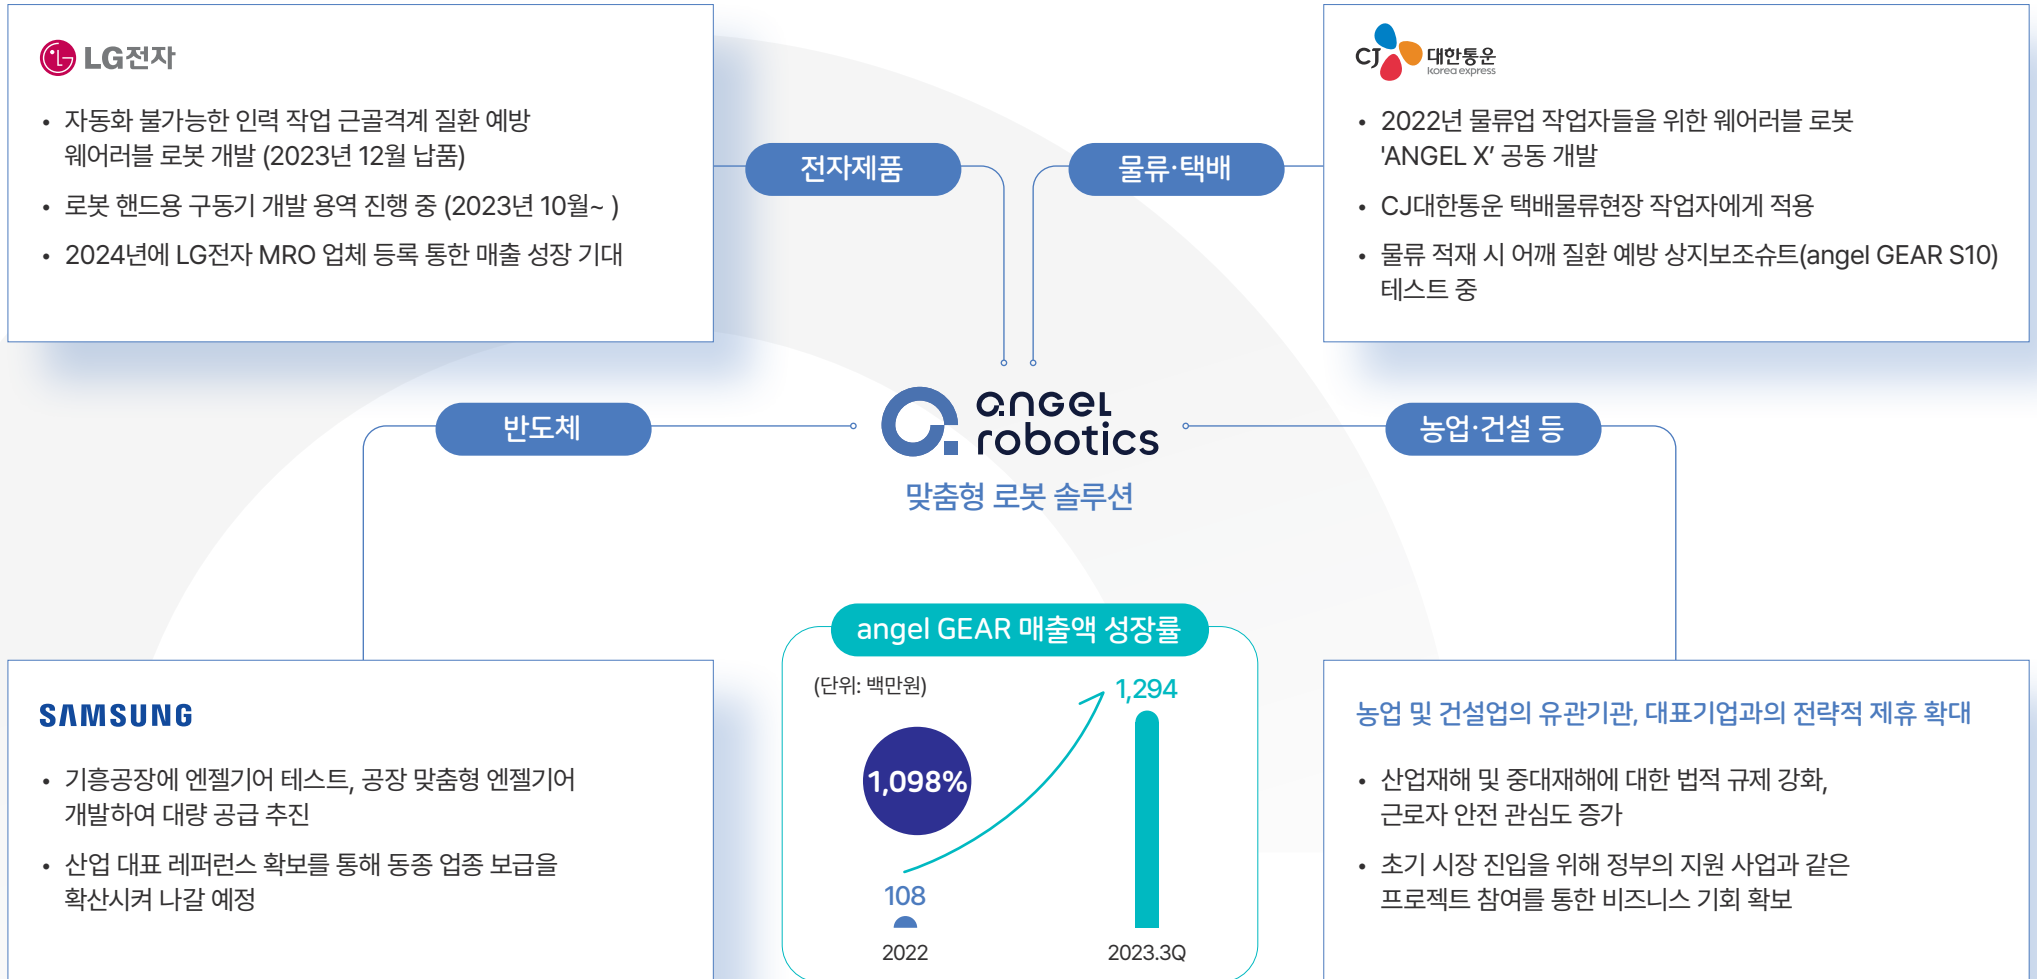 LG전자
• 자동화 불가능한 인력 작업 근골격계 질환 예방
웨어러블 로봇 개발 (2023년 12월 납품)
• 로봇 핸드용 구동기 개발 용역 진행 중 (2023년 10월~ )
• 2024년에 LG전자 MRO 업체 등록 통한 매출 성장 기대
전자제품
물류·택배
CJ 대한통운
korea express
• 2022년 물류업 작업자들을 위한 웨어러블 로봇
'ANGEL X’ 공동 개발
• CJ대한통운 택배물류현장 작업자에게 적용
• 물류 적재 시 어깨 질환 예방 상지보조슈트(angel GEAR S10)
테스트 중
반도체
angel
robotics
맞춤형 로봇 솔루션
농업·건설 등
SAMSUNG
• 기흥공장에 엔젤기어 테스트, 공장 맞춤형 엔젤기어
개발하여 대량 공급 추진
• 산업 대표 레퍼런스 확보를 통해 동종 업종 보급을
확산시켜 나갈 예정
angel GEAR 매출액 성장률
(단위: 백만원)
1,294
1,098%
108
2022
2023.3Q
농업 및 건설업의 유관기관, 대표기업과의 전략적 제휴 확대
• 산업재해 및 중대재해에 대한 법적 규제 강화,
근로자 안전 관심도 증가
• 초기 시장 진입을 위해 정부의 지원 사업과 같은
프로젝트 참여를 통한 비즈니스 기회 확보